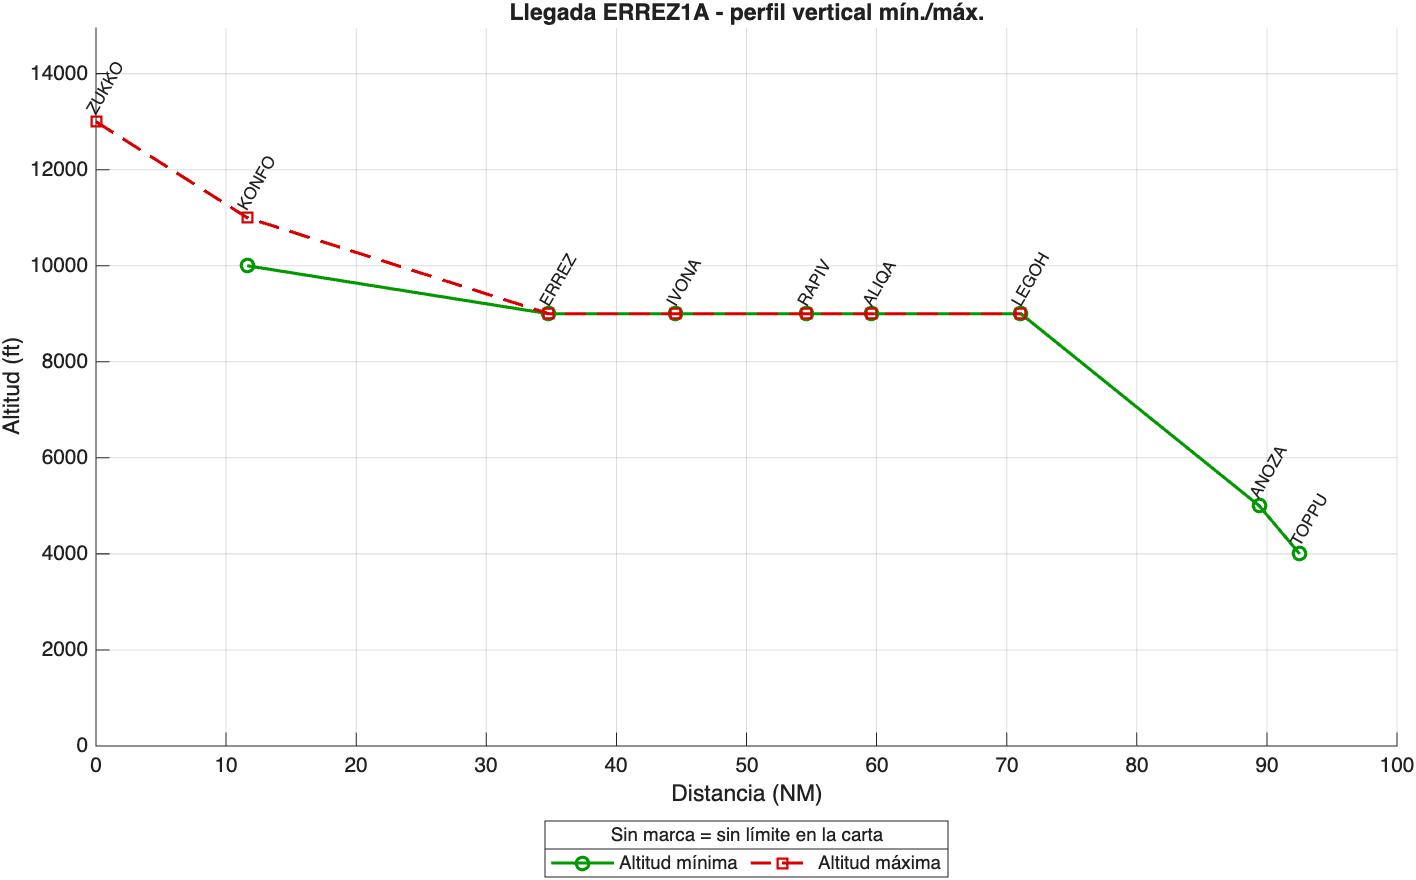 Llegada ERREZ1A - perfil vertical mín./máx.
14000
12000
10000
8000
6000
4000
2000
0
Altitud (ft)
ZUKKO
KONFO
ERREZ
IVONA
RAPIV
ALIQA
LEGOH
ANOZA
TOPPU
0 10 20 30 40 50 60 70 80 90 100
Distancia (NM)
Sin marca = sin límite en la carta
Altitud mínima Altitud máxima